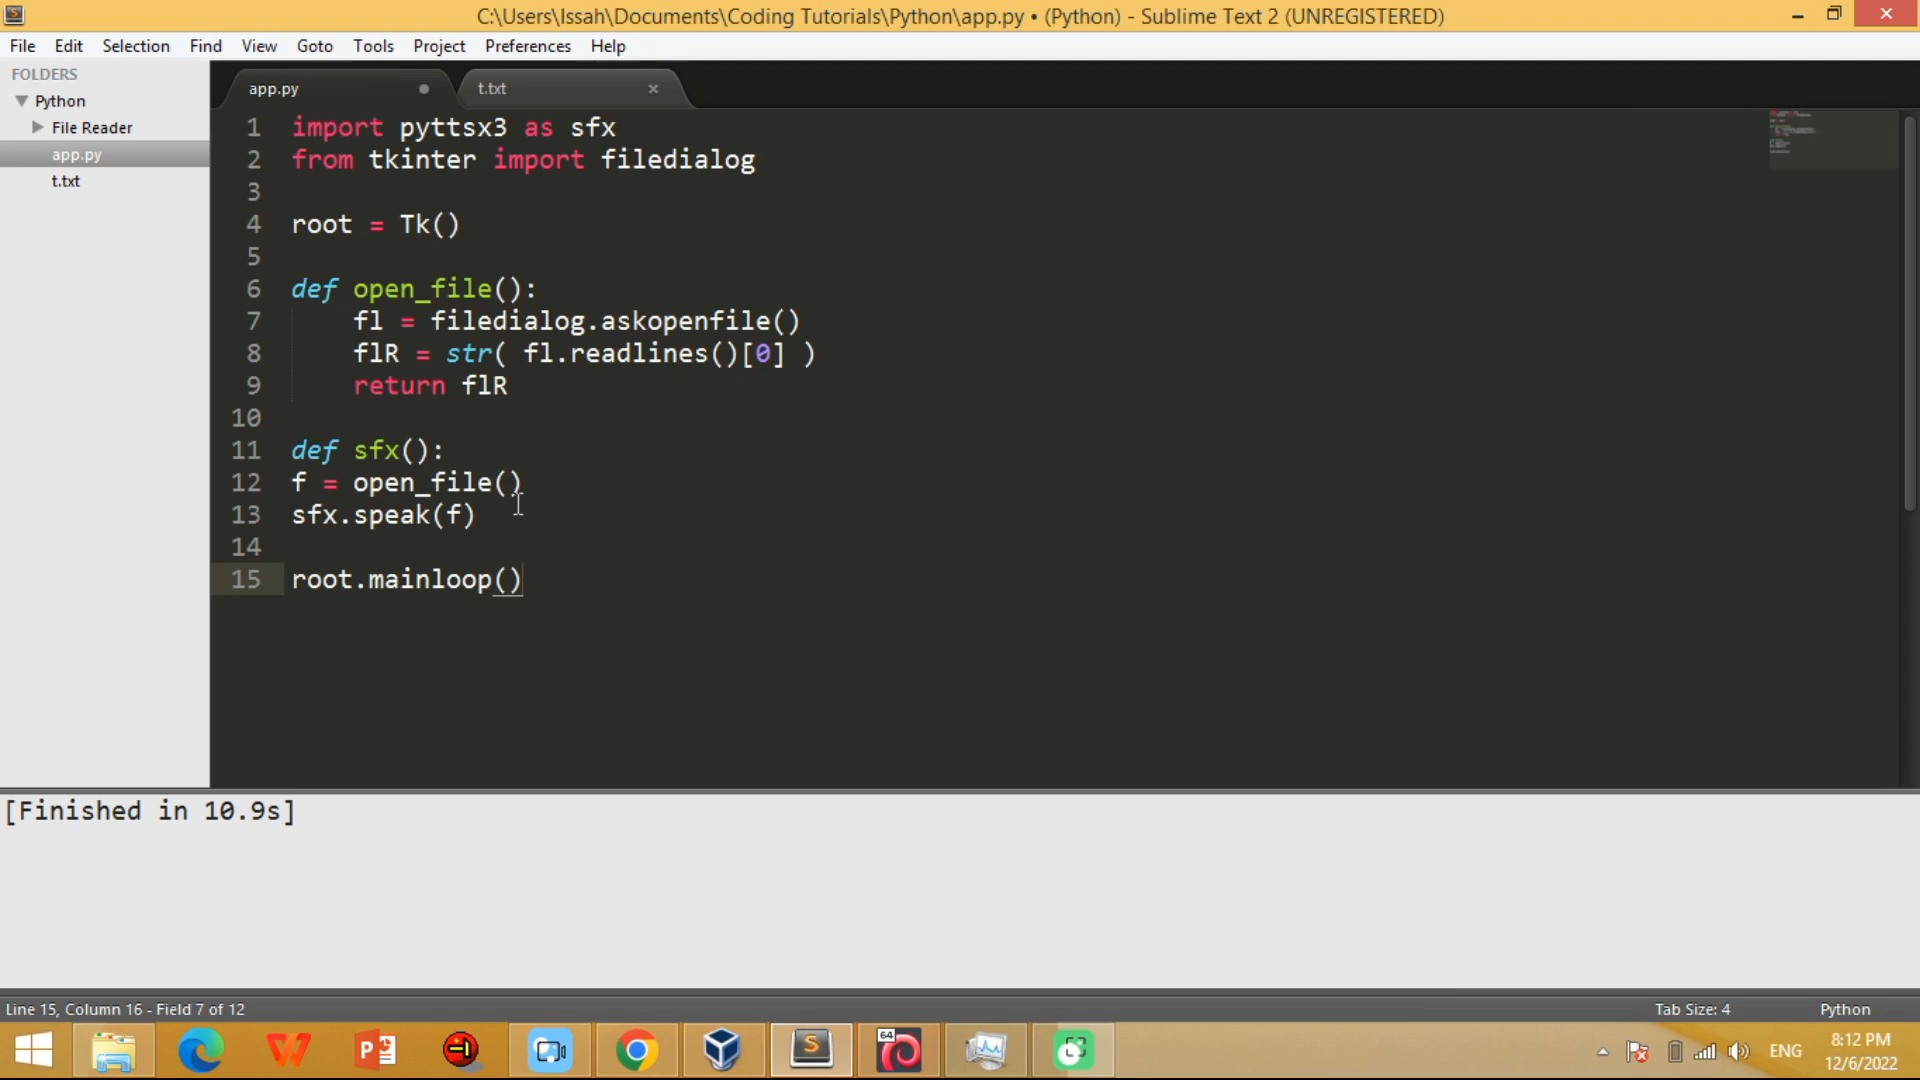 C:\Users\Issah\Documents\Coding Tutorials\Python\app.py • (Python) - Sublime Text 2 (UNREGISTERED)
File Edit Selection Find View Goto Tools Project Preferences Help
FOLDERS
Python
File Reader
app.py
t.txt
app.py
t.txt
1 import pyttsx3 as sfx
2 from tkinter import filedialog
3
4 root = Tk()
5
6 def open_file():
7 fl = filedialog.askopenfile()
8 flR = str( fl.readlines()[0] )
9 return flR
10
11 def sfx():
12 f = open_file()
13 sfx.speak(f)
14
15 root.mainloop()
[Finished in 10.9s]
Line 15, Column 16 - Field 7 of 12
Tab Size: 4
Python
64
ENG
8:12 PM
12/6/2022